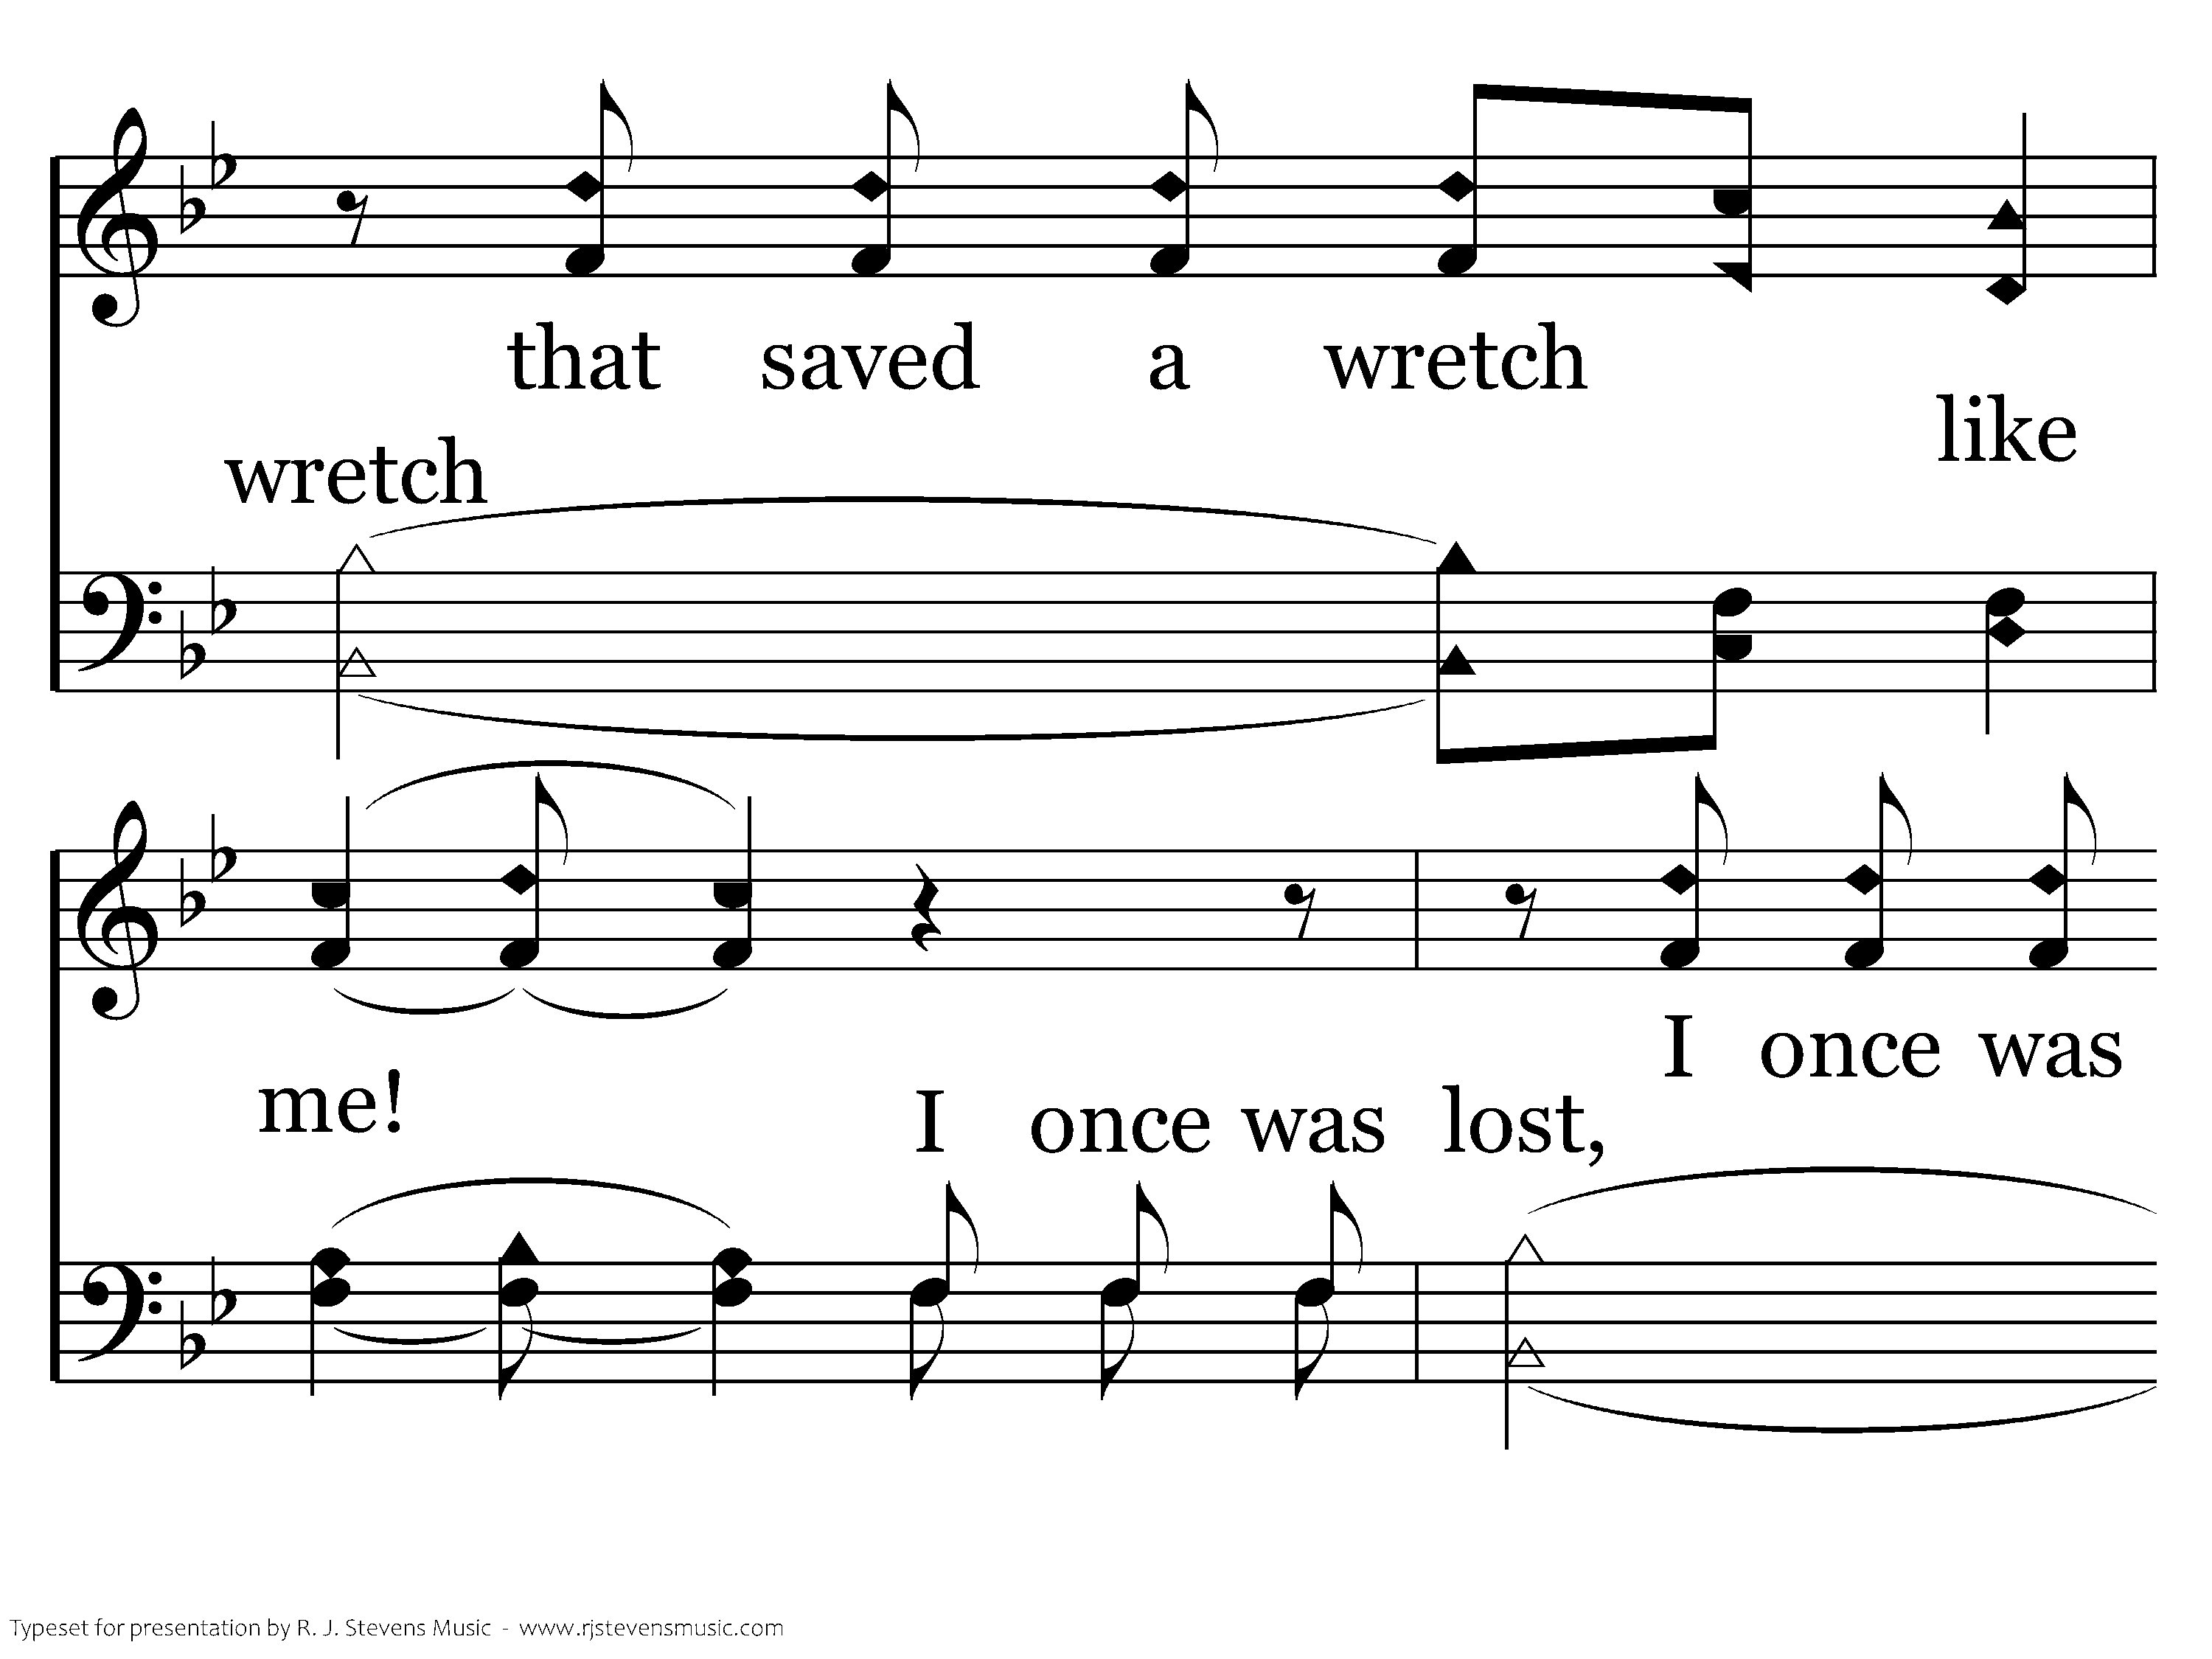 that saved a wretch
like
wretch
I once was
me! I once was lost,
Typeset for presentation by R. J. Stevens Music - www.rjstevensmusic.com